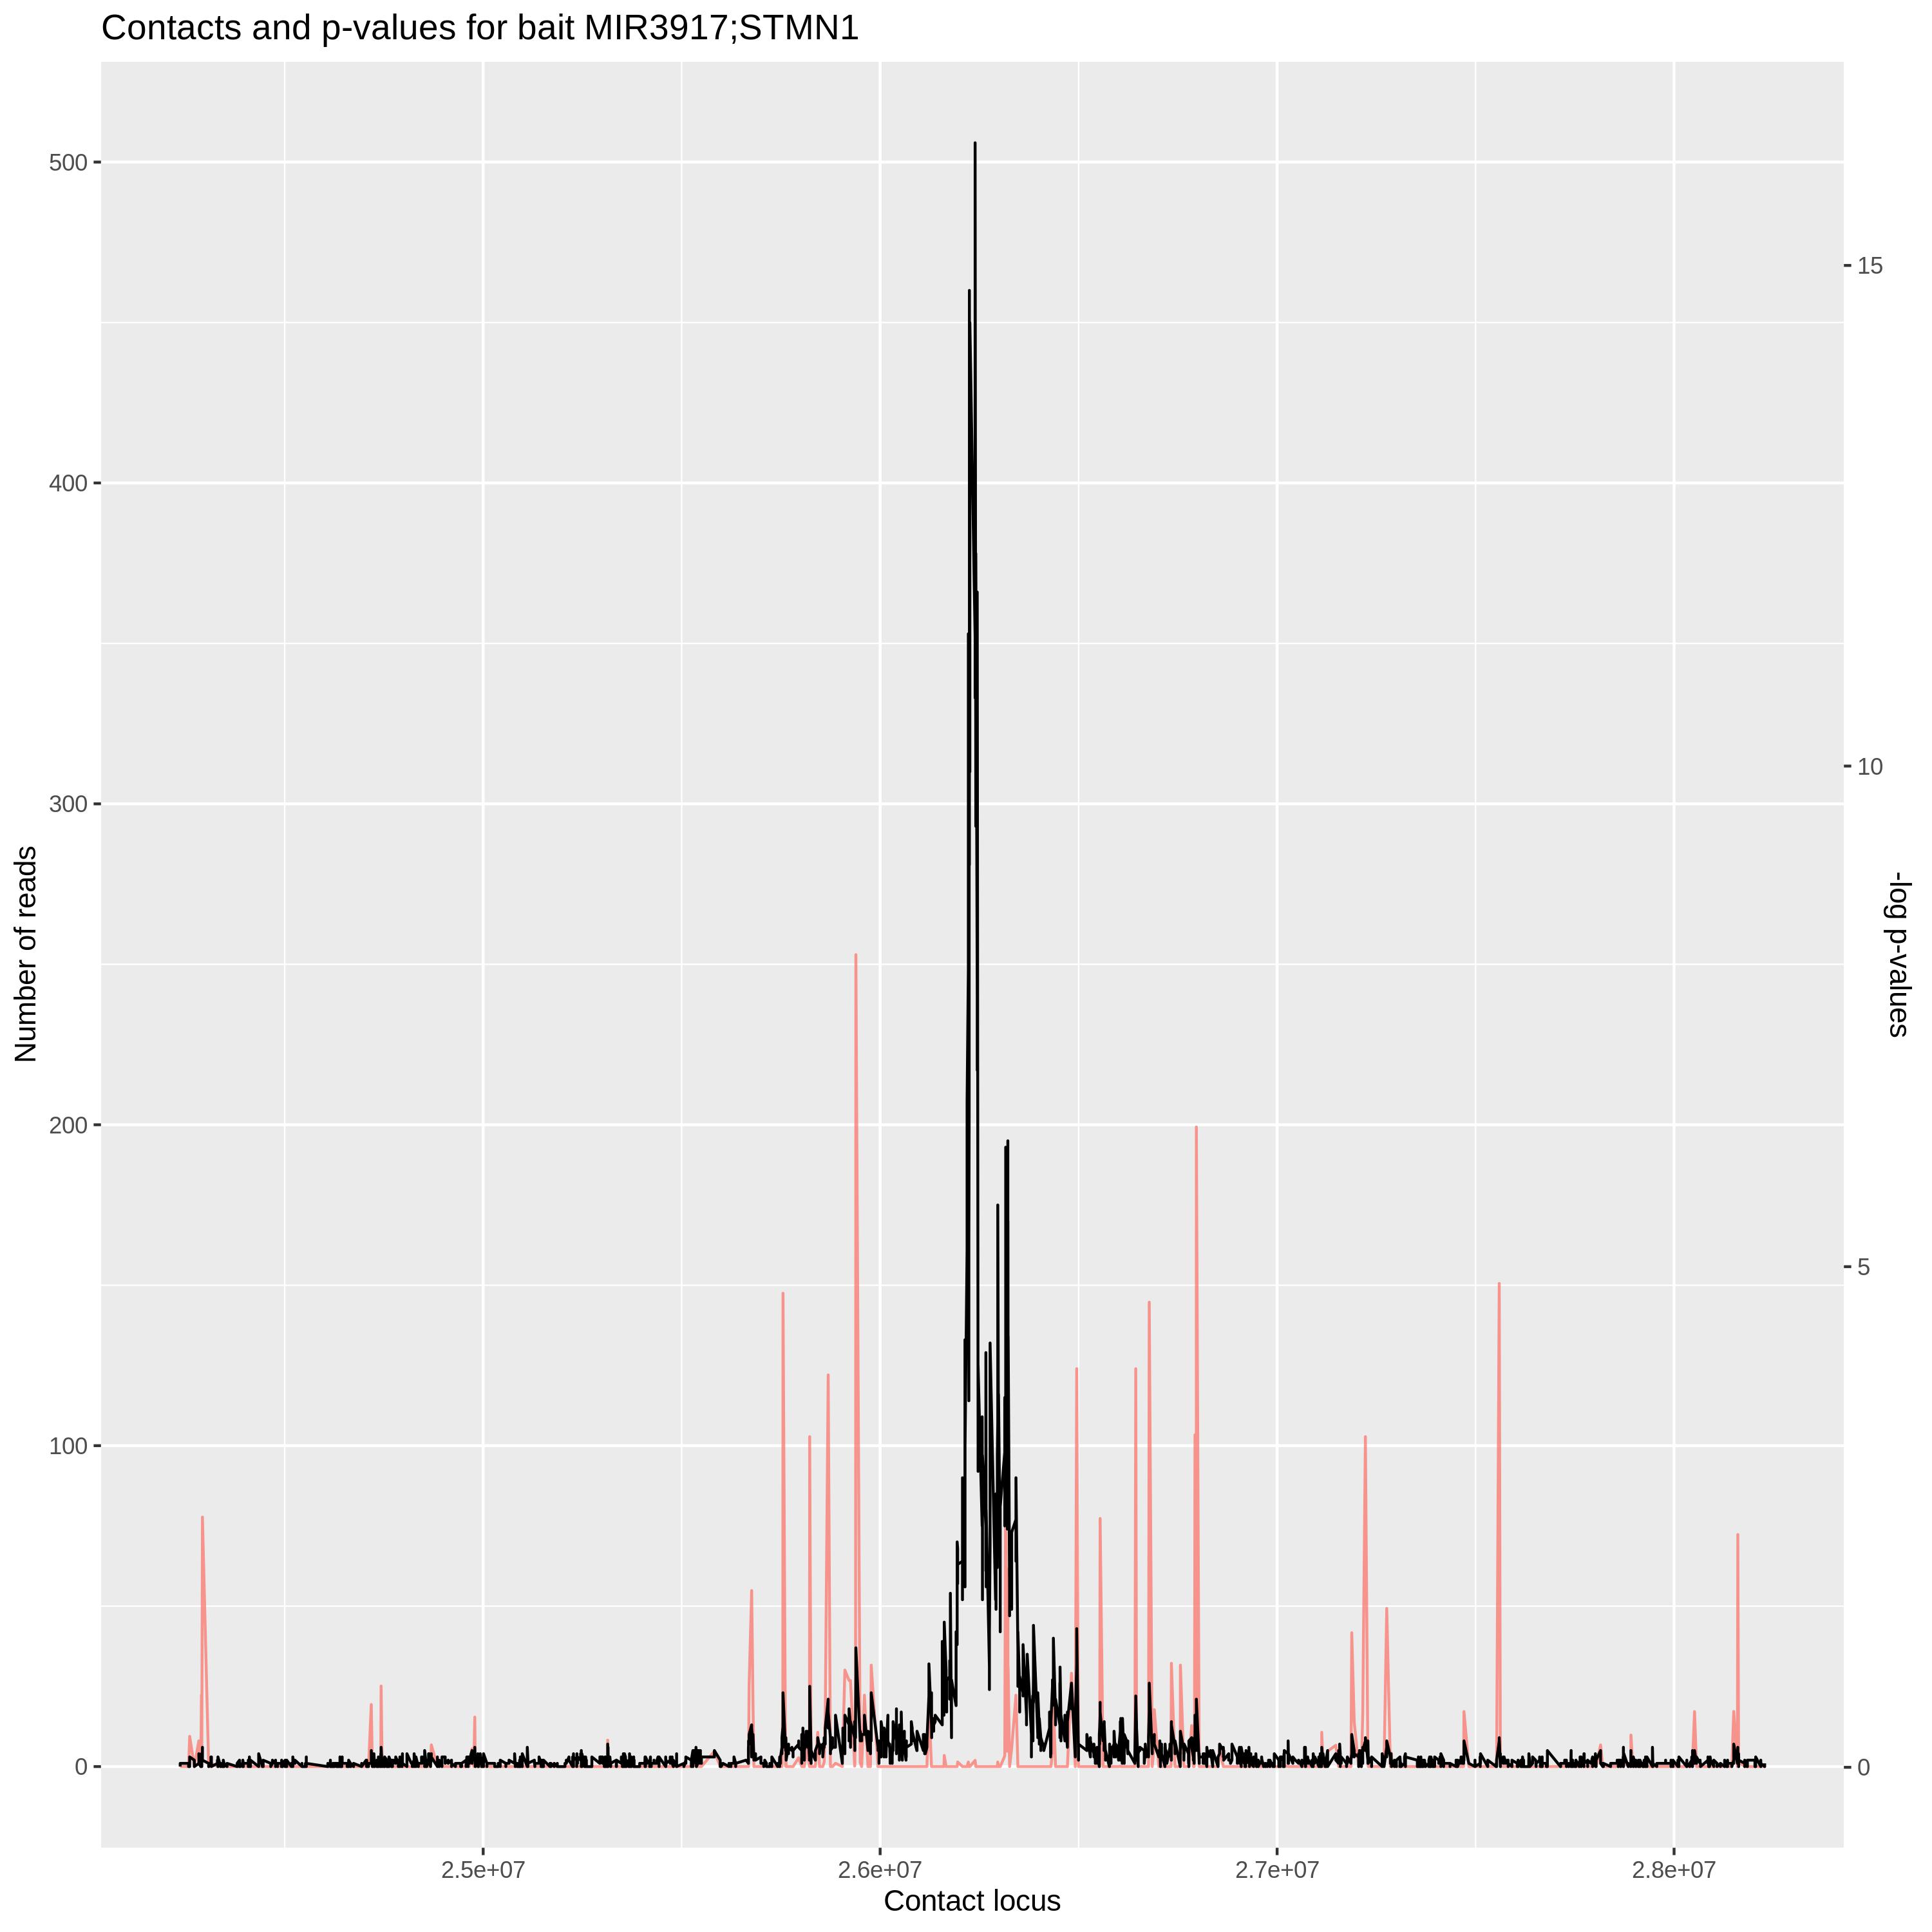 Contacts and p-values for bait MIR3917;STMN1
500
400
300
200
100
0
Number of reads
15
10
5
0
-log p-values
2.5e+07
2.6e+07
2.7e+07
2.8e+07
Contact locus